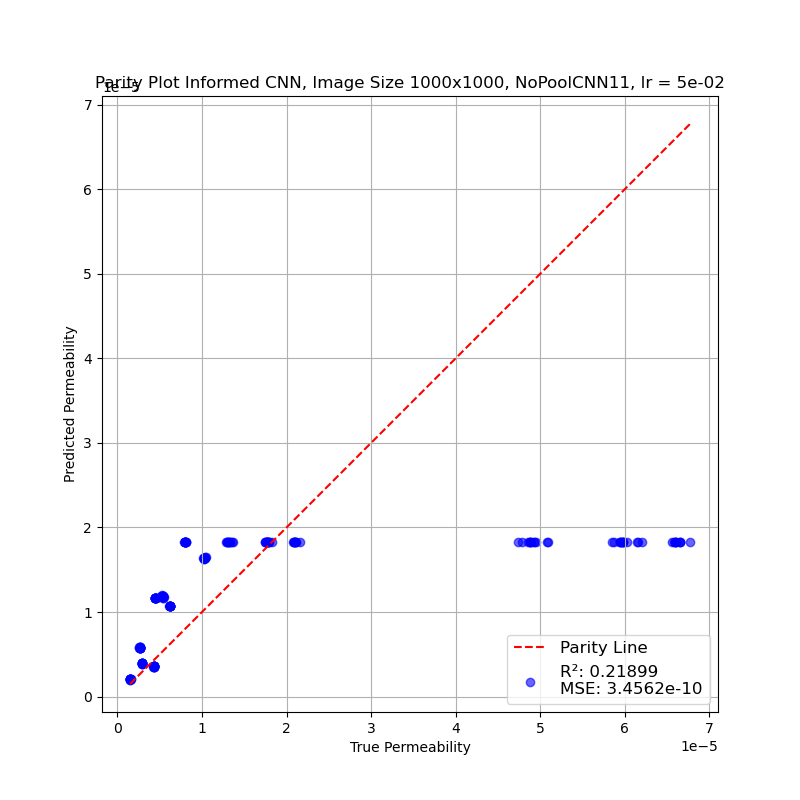 Parity Plot Informed CNN, Image Size 1000x1000, NoPoolCNN11, lr = 5e-02
1e−5
7
6
5
4
3
2
1
0
Predicted Permeability
Parity Line
R²: 0.21899
MSE: 3.4562e-10
0 1 2 3 4 5 6 7
1e−5
True Permeability